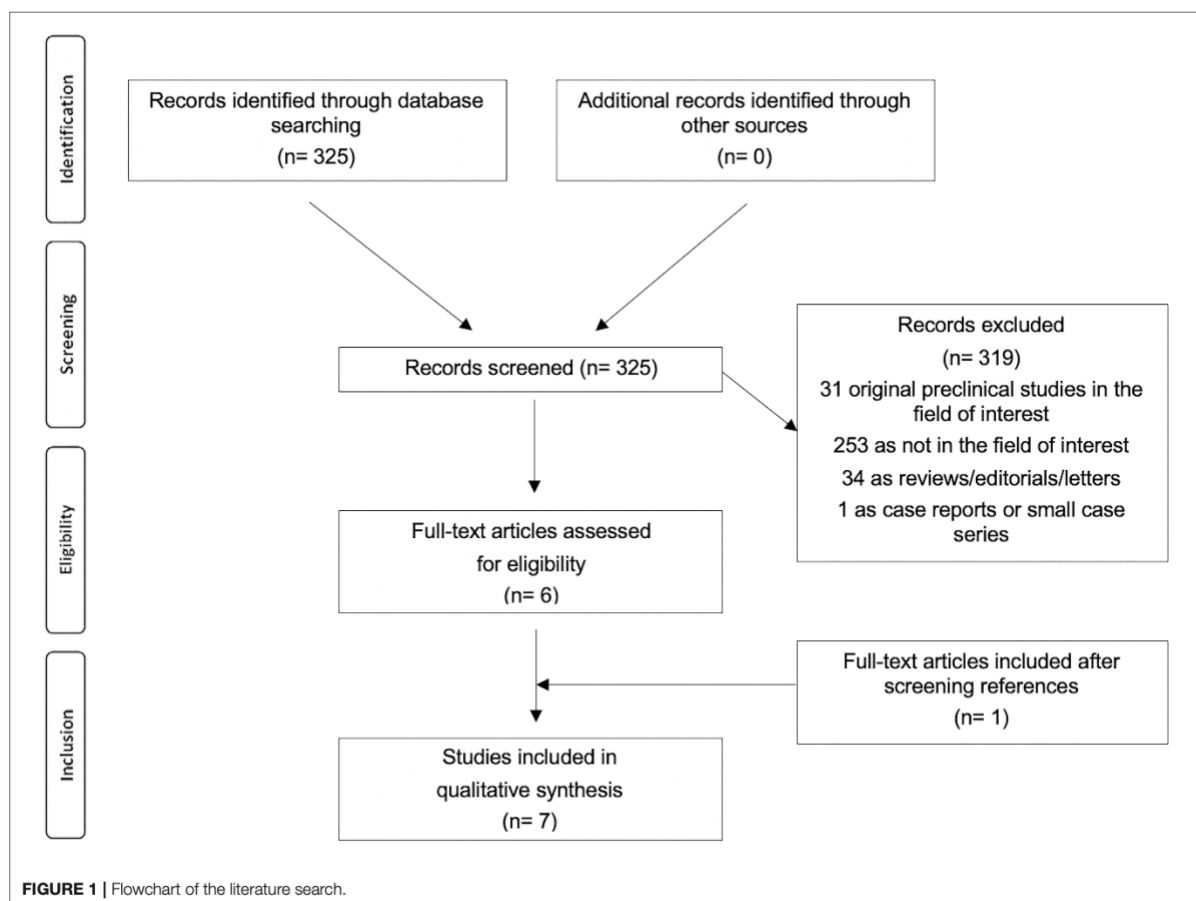 Identification
Records identified through database
searching
(n= 325)
Additional records identified through
other sources
(n= 0)
Screening
Records screened (n= 325)
Records excluded
(n= 319)
31 original preclinical studies in the
field of interest
253 as not in the field of interest
34 as reviews/editorials/letters
1 as case reports or small case
series
Eligibility
Full-text articles assessed
for eligibility
(n= 6)
Full-text articles included after
screening references
(n= 1)
Inclusion
Studies included in
qualitative synthesis
(n= 7)
FIGURE 1 | Flowchart of the literature search.